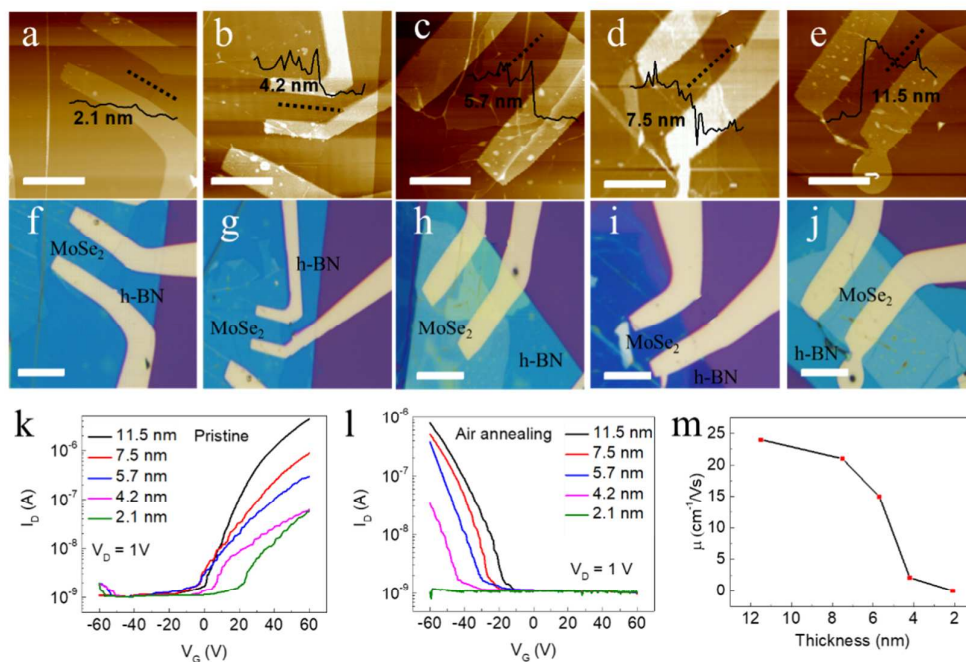 a
b
c
d
e
2.1 nm
4.2 nm
5.7 nm
7.5 nm
11.5 nm
f
g
h
i
j
MoSe2
h-BN
MoSe2
h-BN
MoSe2
h-BN
MoSe2
h-BN
MoSe2
h-BN
k
Pristine
11.5 nm
7.5 nm
5.7 nm
4.2 nm
2.1 nm
VD = 1V
ID (A)
10-6
10-7
10-8
10-9
-60 -40 -20 0 20 40 60
VG (V)
l
Air annealing
11.5 nm
7.5 nm
5.7 nm
4.2 nm
2.1 nm
VD = 1 V
ID (A)
10-6
10-7
10-8
10-9
-60 -40 -20 0 20 40 60
VG (V)
m
μ (cm-1/Vs)
25
20
15
10
5
0
12 10 8 6 4 2
Thickness (nm)